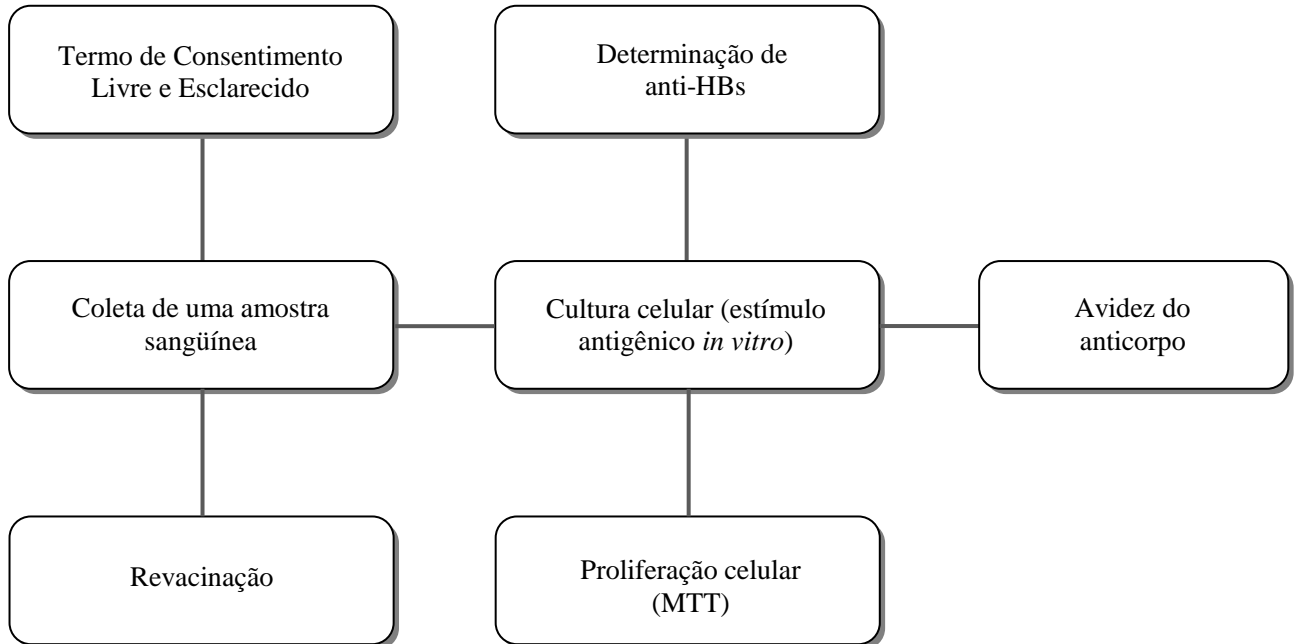 Termo de Consentimento
Livre e Esclarecido
Determinação de
anti-HBs
Coleta de uma amostra
sangüínea
Cultura celular (estímulo
antigênico in vitro)
Avidez do
anticorpo
Revacinação
Proliferação celular
(MTT)